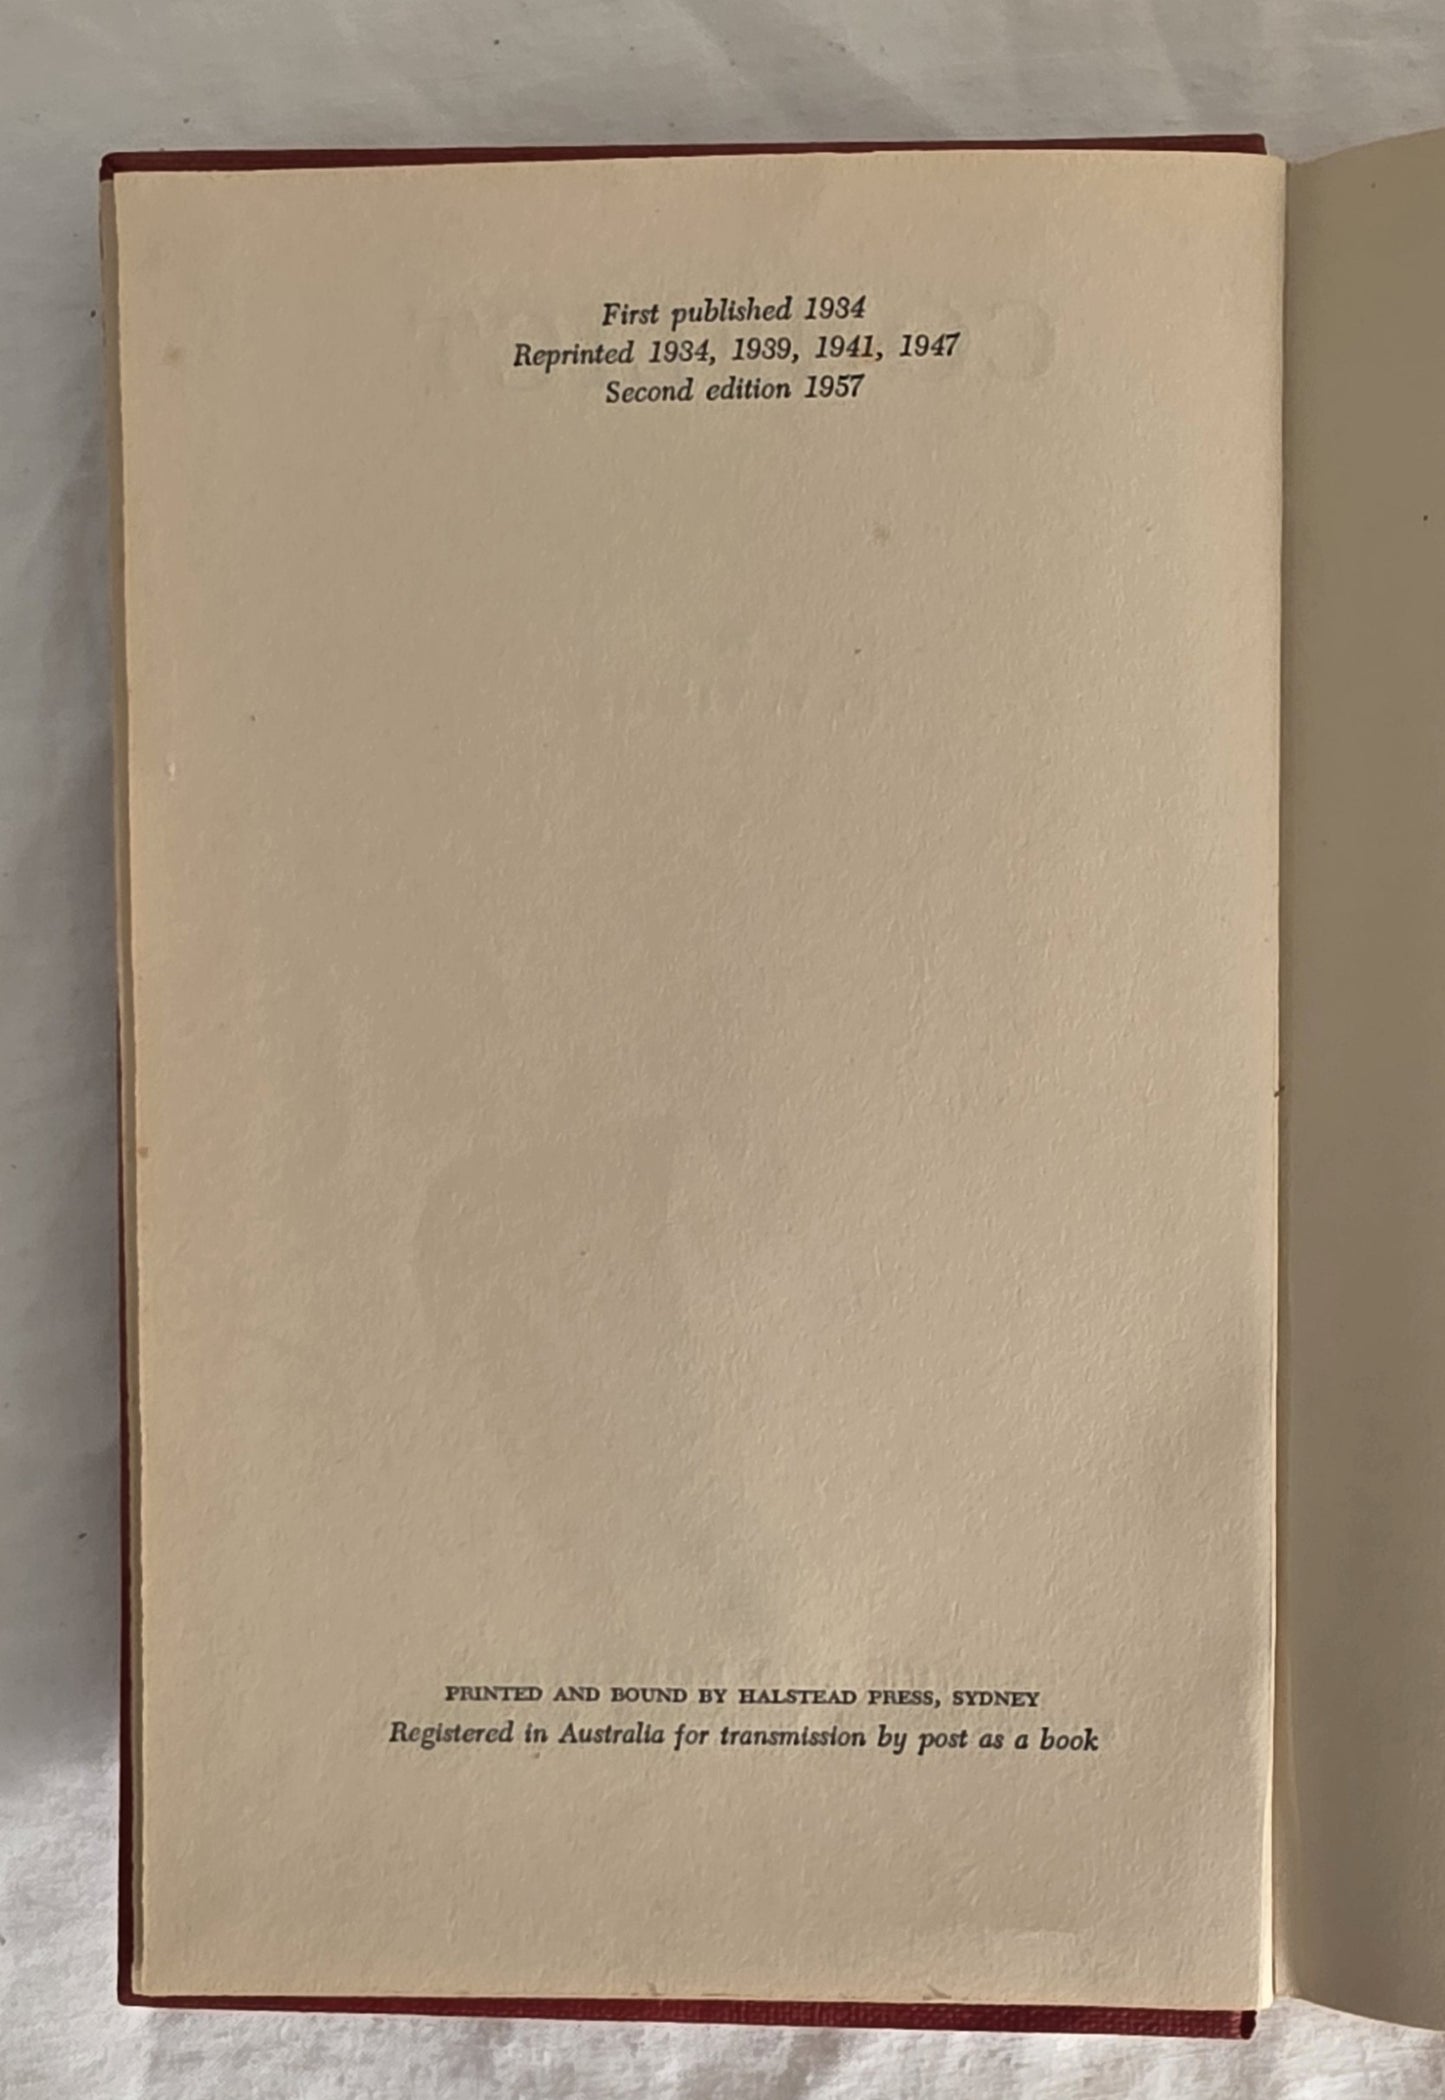 First published 1934
Reprinted 1934, 1939, 1941, 1947
Second edition 1957
PRINTED AND BOUND BY HALSTEAD PRESS, SYDNEY
Registered in Australia for transmission by post as a book